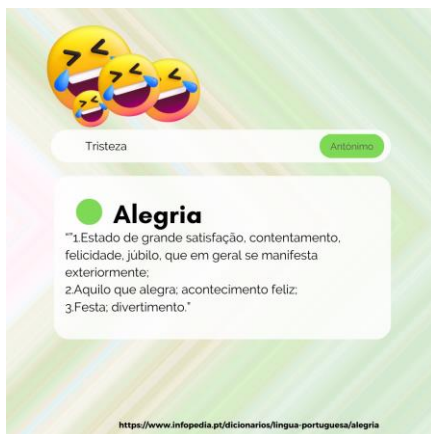 Tristeza
Antónimo
Alegria
"''1.Estado de grande satisfação, contentamento,
felicidade, júbilo, que em geral se manifesta
exteriormente;
2.Aquilo que alegra; acontecimento feliz;
3.Festa; divertimento."
https://www.infopedia.pt/dicionarios/lingua-portuguesa/alegria